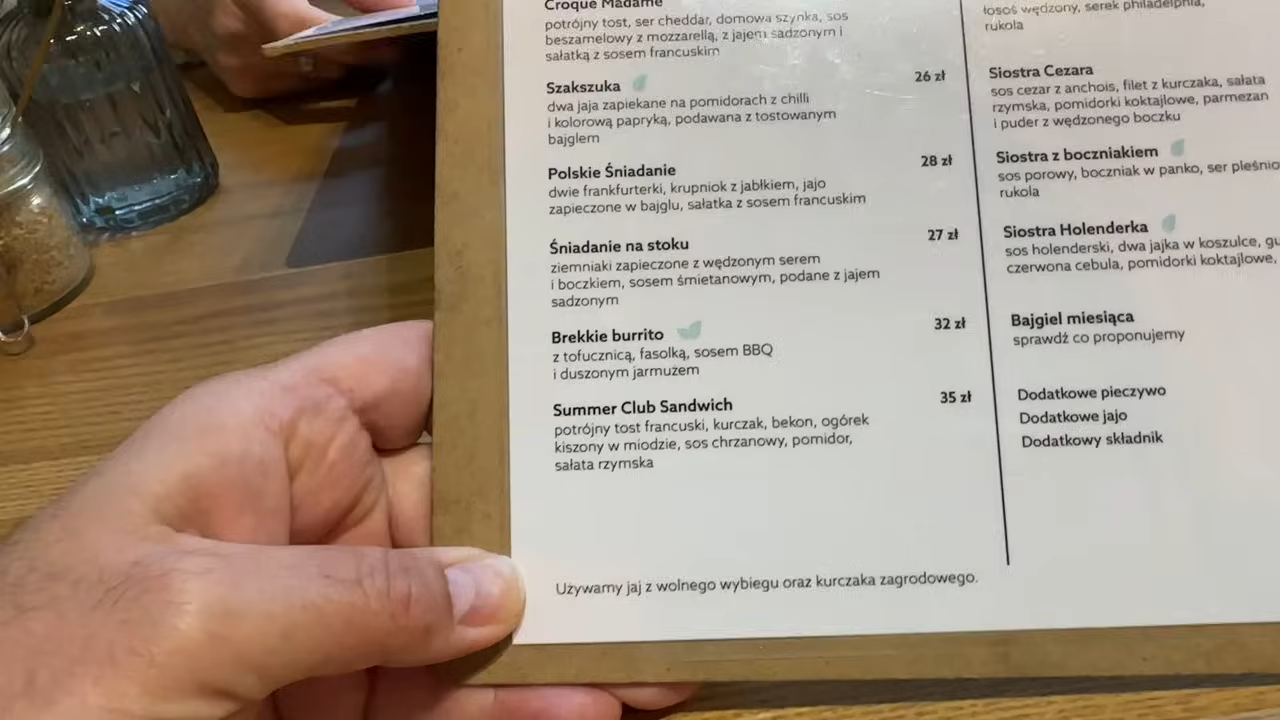 Croque Madame
potrójny tost, ser cheddar, domowa szynka, sos
beszamelowy z mozzarellą, z jajem sadzonym i
sałatką z sosem francuskim
Szakszuka 26 zł
dwa jaja zapiekane na pomidorach z chilli
i kolorową papryką, podawana z tostowanym
bajglem
Polskie Śniadanie 28 zł
dwie frankfurterki, krupniok z jabłkiem, jajo
zapieczone w bajglu, sałatka z sosem francuskim
Śniadanie na stoku 27 zł
ziemniaki zapieczone z wędzonym serem
i boczkiem, sosem śmietanowym, podane z jajem
sadzonym
Brekkie burrito 32 zł
z tofucznicą, fasolką, sosem BBQ
i duszonym jarmużem
Summer Club Sandwich 35 zł
potrójny tost francuski, kurczak, bekon, ogórek
kiszony w miodzie, sos chrzanowy, pomidor,
sałata rzymska
Używamy jaj z wolnego wybiegu oraz kurczaka zagrodowego.
łosoś wędzony, serek philadelphia,
rukola
Siostra Cezara
sos cezar z anchois, filet z kurczaka, sałata
rzymska, pomidorki koktajlowe, parmezan
i puder z wędzonego boczku
Siostra z boczniakiem
sos porowy, boczniak w panko, ser
rukola
Siostra Holenderka
sos holenderski, dwa jajka w koszulce,
czerwona cebula, pomidorki koktajlowe,
Bajgiel miesiąca
sprawdź co proponujemy
Dodatkowe pieczywo
Dodatkowe jajo
Dodatkowy składnik